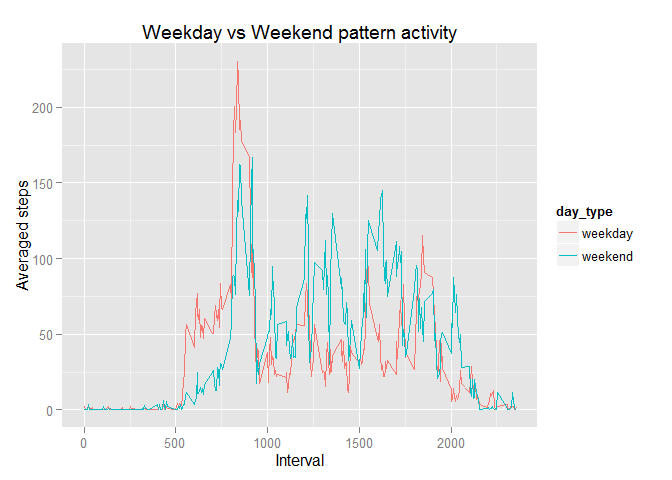 Weekday vs Weekend pattern activity
Averaged steps
200
150
100
50
0
0 500 1000 1500 2000
Interval
day_type
weekday
weekend